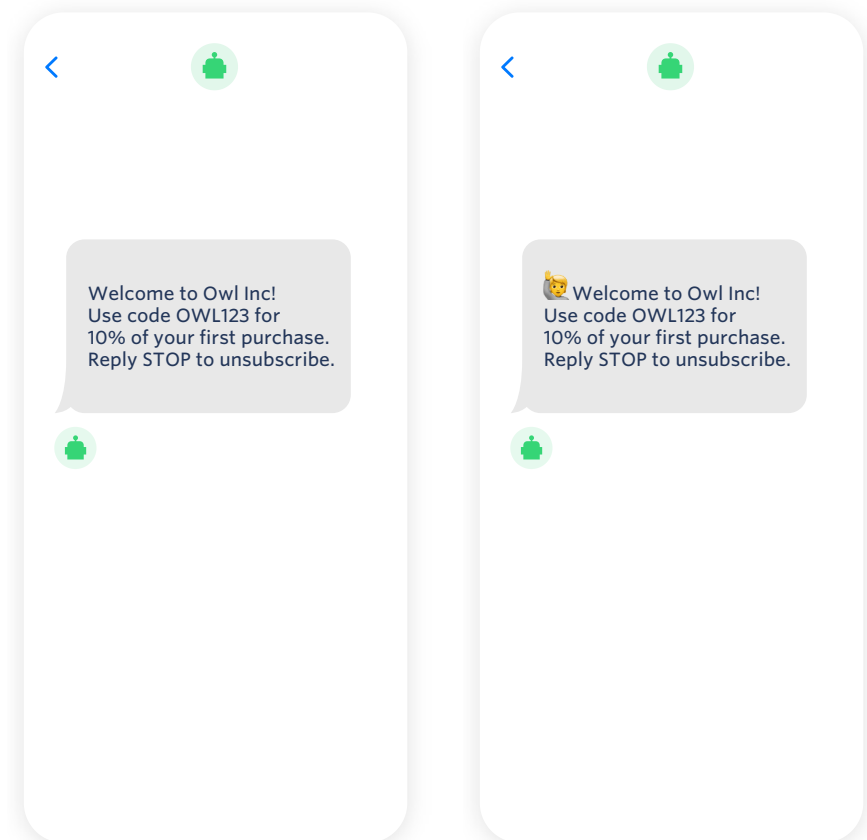 Welcome to Owl Inc!
Use code OWL123 for
10% of your first purchase.
Reply STOP to unsubscribe.
🙋Welcome to Owl Inc!
Use code OWL123 for
10% of your first purchase.
Reply STOP to unsubscribe.